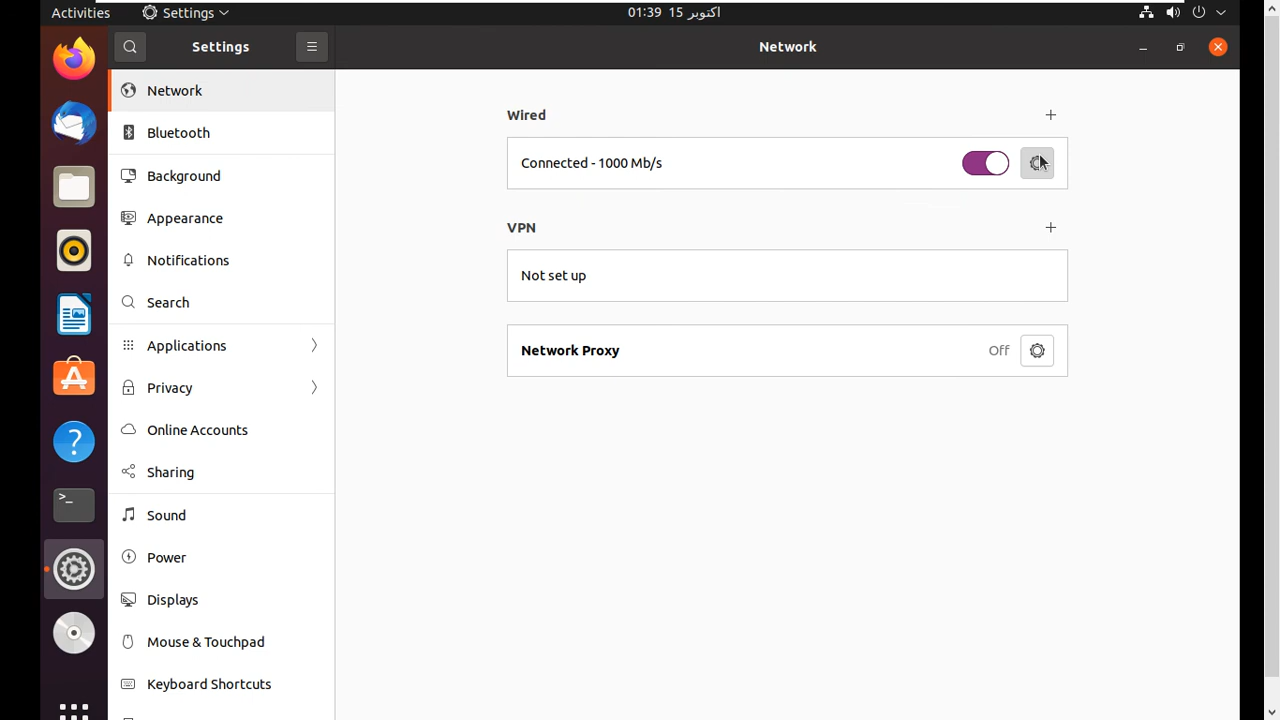 Activities
Settings
01:39 اکتوبر 15
Settings
Network
Network
Bluetooth
Background
Appearance
Notifications
Search
Applications
Privacy
Online Accounts
Sharing
Sound
Power
Displays
Mouse & Touchpad
Keyboard Shortcuts
Wired
Connected - 1000 Mb/s
VPN
Not set up
Network Proxy
Off